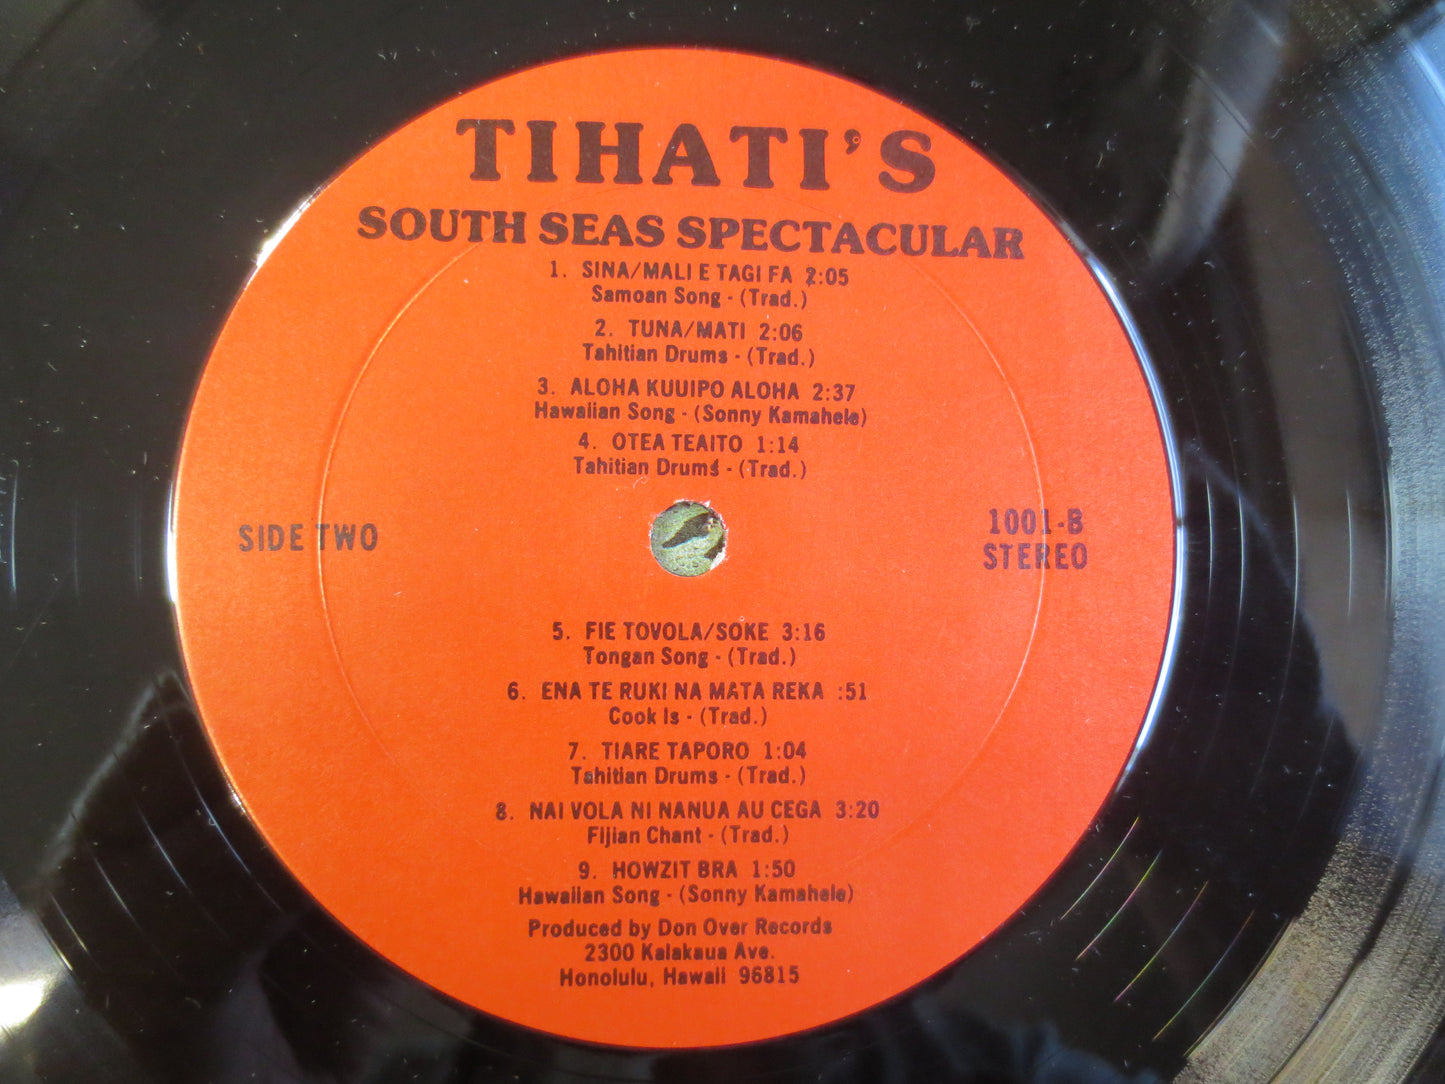 TIHATI'S
SOUTH SEAS SPECTACULAR
1. SINA/MALI E TAGI FA 2:05
Samoan Song - (Trad.)
2. TUNA/MATI 2:06
Tahitian Drums - (Trad.)
3. ALOHA KUUIPO ALOHA 2:37
Hawaiian Song - (Sonny Kamahele)
4. OTEA TEAITO 1:14
Tahitian Drums - (Trad.)
SIDE TWO
1001-B
STEREO
5. FIE TOVOLA/SOKE 3:16
Tongan Song - (Trad.)
6. ENA TE RUKI NA MATA REKA :51
Cook Is - (Trad.)
7. TIARE TAPORO 1:04
Tahitian Drums - (Trad.)
8. NAI VOLA NI NANUA AU CEGA 3:20
Fijian Chant - (Trad.)
9. HOWZIT BRA 1:50
Hawaiian Song - (Sonny Kamahele)
Produced by Don Over Records
2300 Kalakaua Ave.
Honolulu, Hawaii 96815